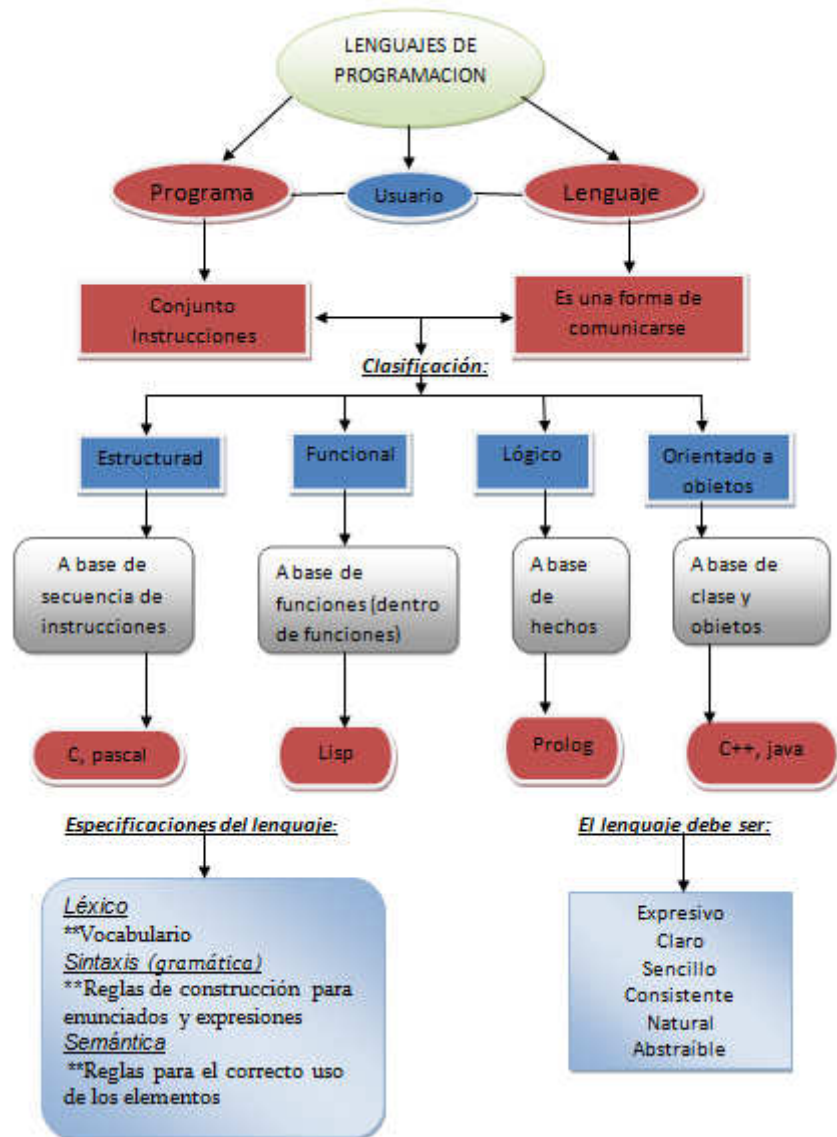 LENGUAJES DE
PROGRAMACION
Programa
Usuario
Lenguaje
Conjunto
Instrucciones
Es una forma de
comunicarse
Clasificación:
Estructurad
Funcional
Lógico
Orientado a
objetos
A base de
secuencia de
instrucciones
A base de
funciones (dentro
de funciones)
A base
de
hechos
A base de
clase y
objetos
C, pascal
Lisp
Prolog
C++, java
Especificaciones del lenguaje:
Léxico
**Vocabulario
Sintaxis (gramática)
**Reglas de construcción para
enunciados y expresiones
Semántica
**Reglas para el correcto uso
de los elementos
El lenguaje debe ser:
Expresivo
Claro
Sencillo
Consistente
Natural
Abstraíble